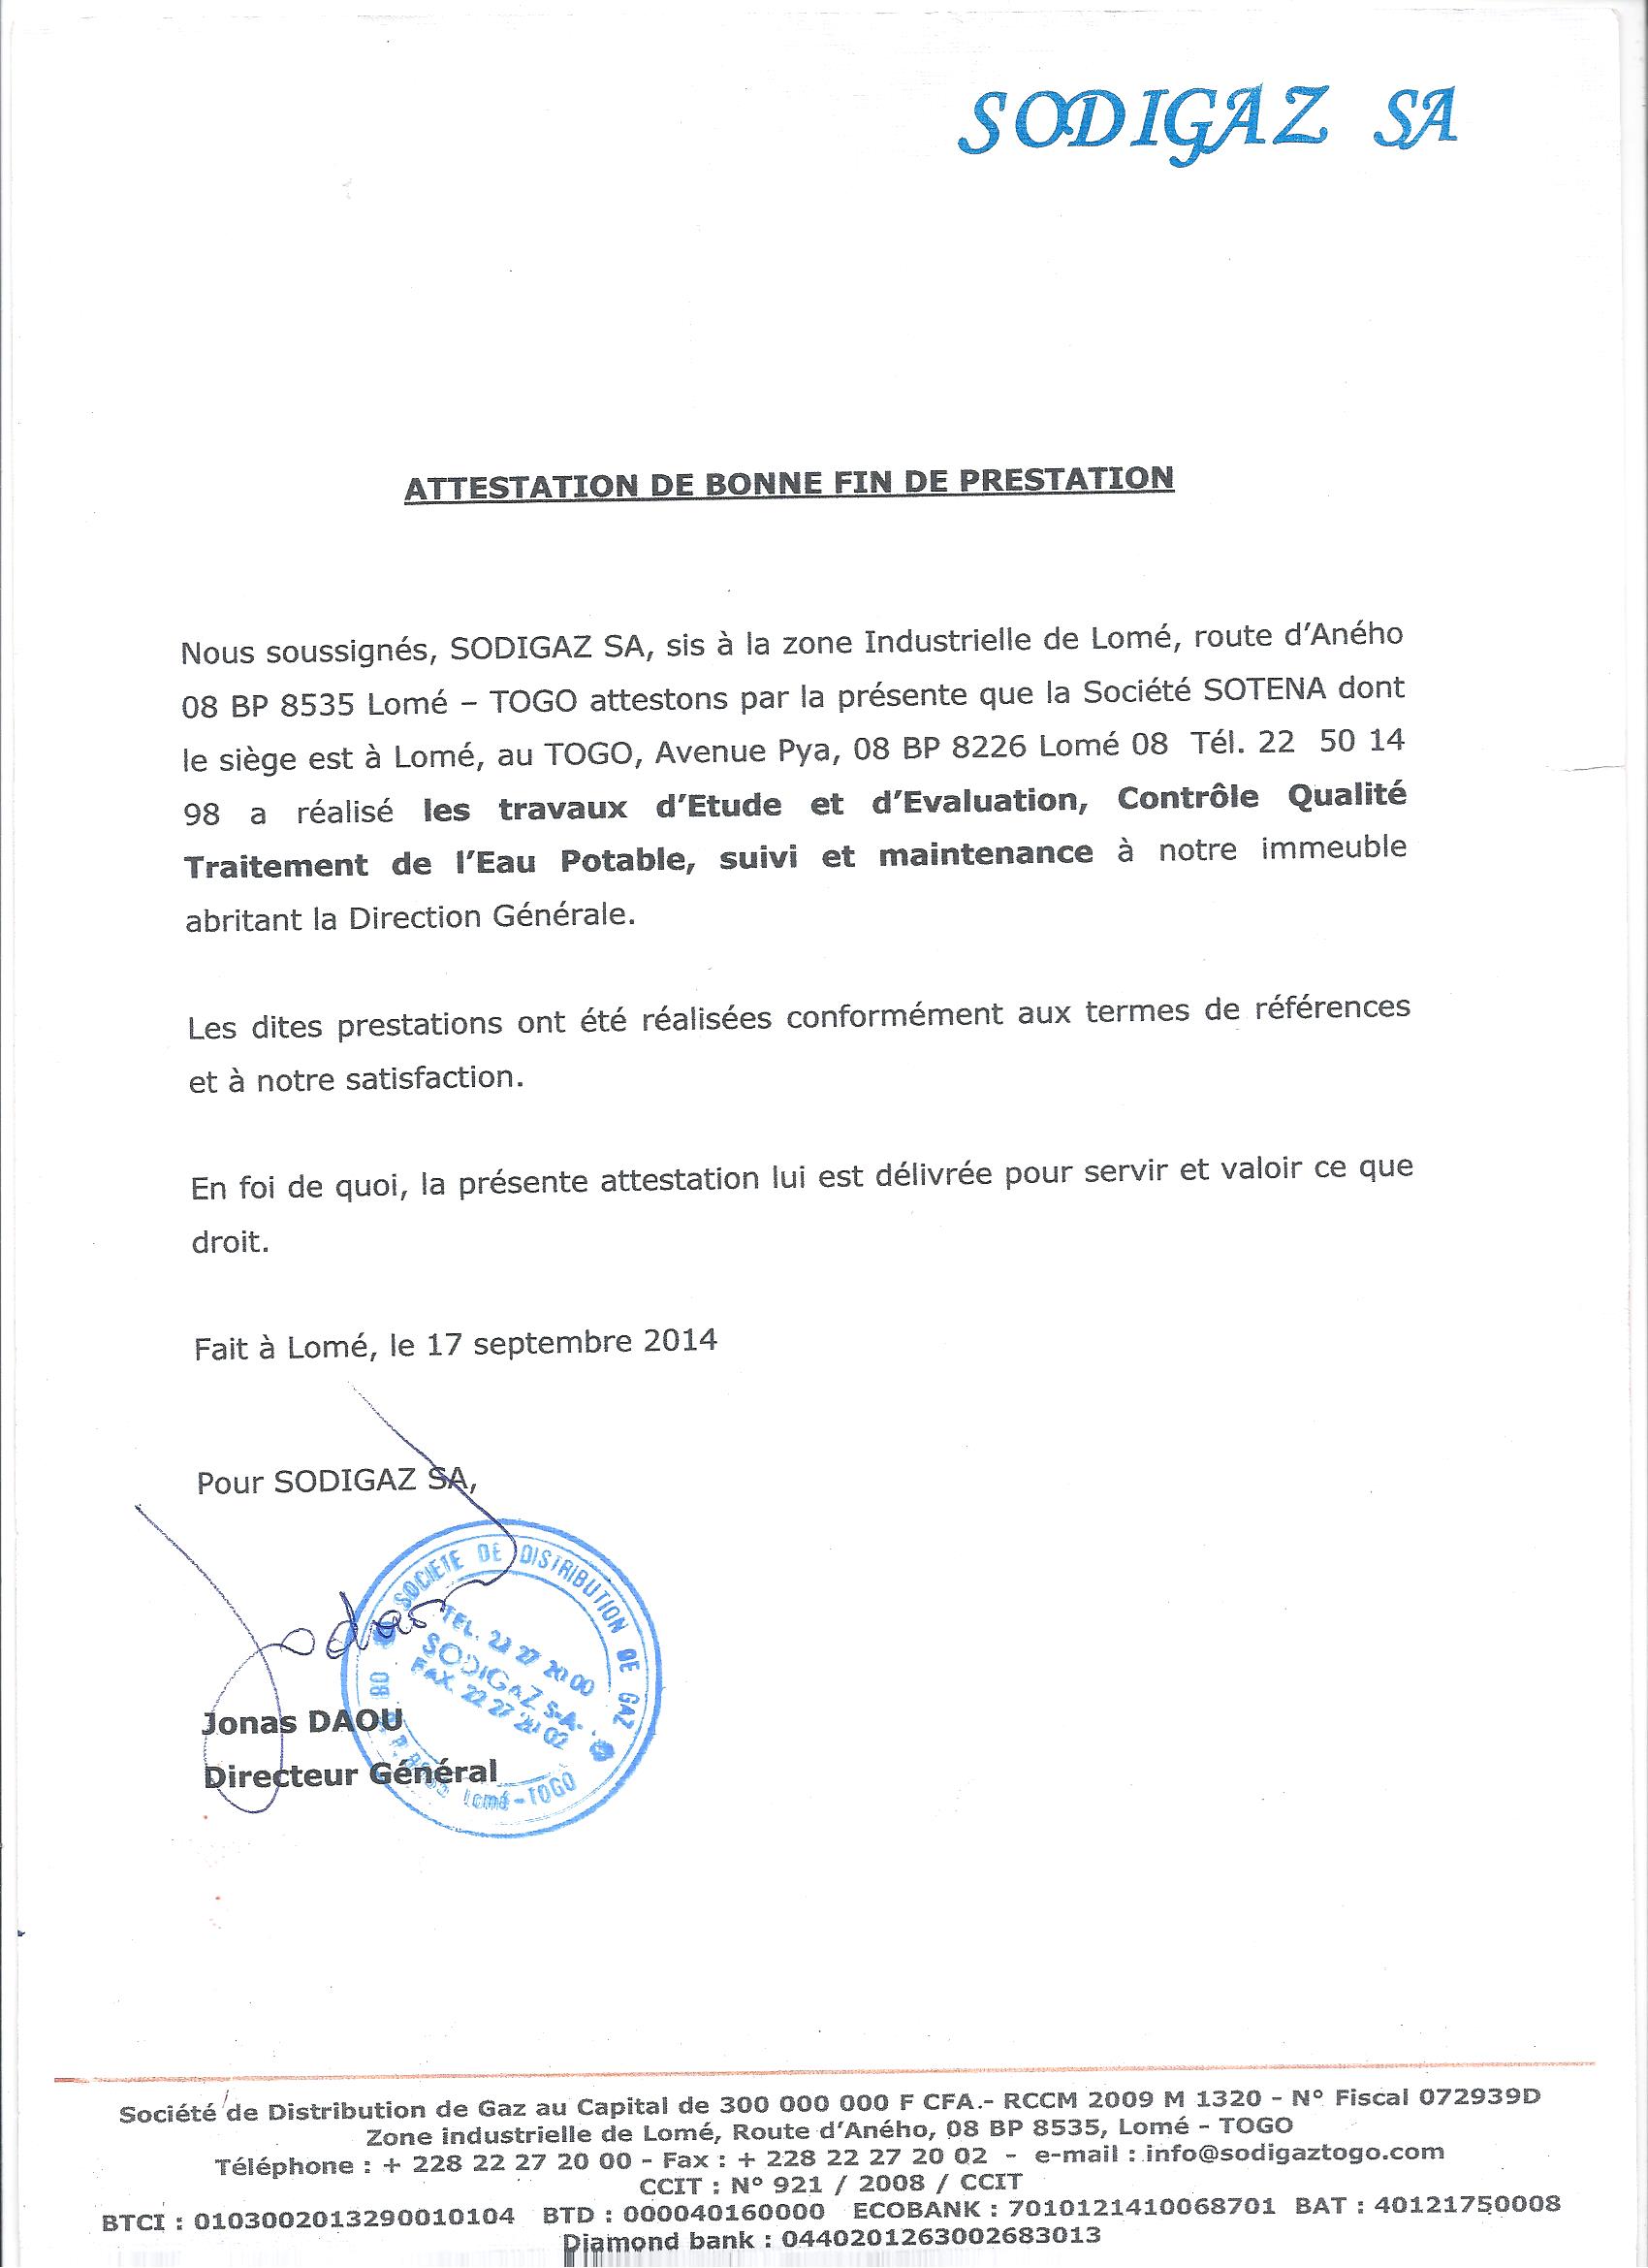 SODIGAZ SA
ATTESTATION DE BONNE FIN DE PRESTATION
Nous soussignés, SODIGAZ SA, sis à la zone Industrielle de Lomé, route d'Aného
08 BP 8535 Lomé – TOGO attestons par la présente que la Société SOTENA dont
le siège est à Lomé, au TOGO, Avenue Pya, 08 BP 8226 Lomé 08 Tél. 22 50 14
98 a réalisé les travaux d'Etude et d'Evaluation, Contrôle Qualité
Traitement de l'Eau Potable, suivi et maintenance à notre immeuble
abritant la Direction Générale.
Les dites prestations ont été réalisées conformément aux termes de références
et à notre satisfaction.
En foi de quoi, la présente attestation lui est délivrée pour servir et valoir ce que
droit.
Fait à Lomé, le 17 septembre 2014
Pour SODIGAZ SA,
SOCIETE DE DISTRIBUTION DE GAZ
TEL. 22 27 20 00
SODIGAZ S.A.
FAX. 22 27 20 02
08 Lomé-TOGO
Jonas DAOU
Directeur Général
Société de Distribution de Gaz au Capital de 300 000 000 F CFA.- RCCM 2009 M 1320 - N° Fiscal 072939D
Zone industrielle de Lomé, Route d'Aného, 08 BP 8535, Lomé - TOGO
Téléphone : + 228 22 27 20 00 - Fax : + 228 22 27 20 02 - e-mail : info@sodigaztogo.com
CCIT : N° 921 / 2008 / CCIT
BTCI : 0103002013290010104 BTD : 000040160000 ECOBANK : 7010121410068701 BAT : 40121750008
Diamond bank : 0440201263002683013